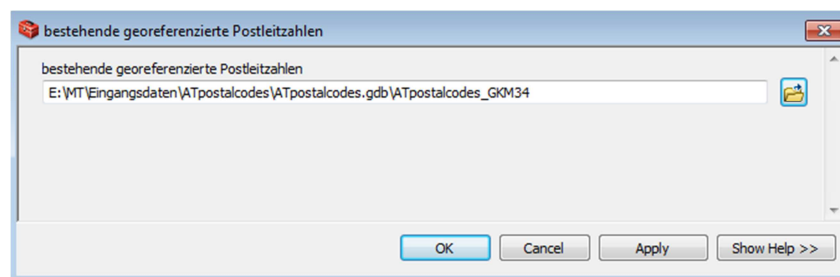 bestehende georeferenzierte Postleitzahlen
bestehende georeferenzierte Postleitzahlen
E:\MT\Eingangsdaten\ATpostalcodes\ATpostalcodes.gdb\ATpostalcodes_GKM34
OK Cancel Apply Show Help >>